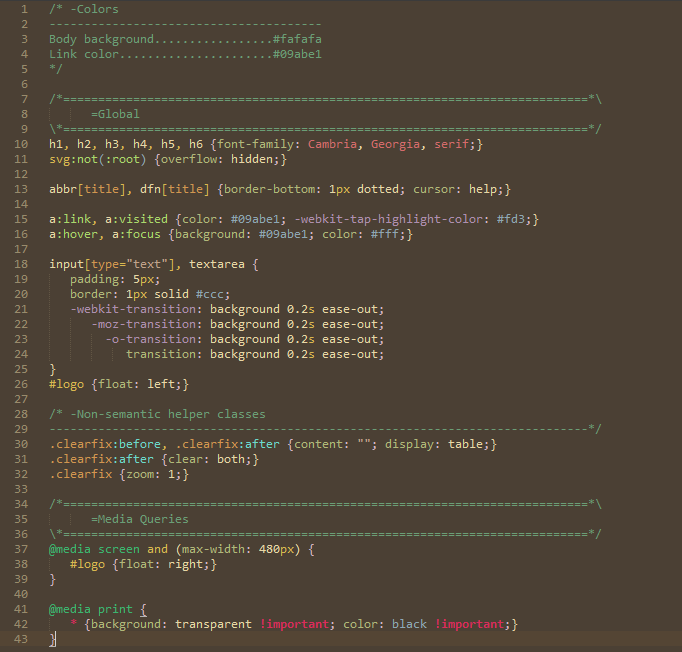 1 /* -Colors
2 ---------------------------------------
3 Body background.................#fafafa
4 Link color......................#09abe1
5 */
6
7 /*===========================================================================*\
8       =Global
9 \*===========================================================================*/
10 h1, h2, h3, h4, h5, h6 {font-family: Cambria, Georgia, serif;}
11 svg:not(:root) {overflow: hidden;}
12
13 abbr[title], dfn[title] {border-bottom: 1px dotted; cursor: help;}
14
15 a:link, a:visited {color: #09abe1; -webkit-tap-highlight-color: #fd3;}
16 a:hover, a:focus {background: #09abe1; color: #fff;}
17
18 input[type="text"], textarea {
19    padding: 5px;
20    border: 1px solid #ccc;
21    -webkit-transition: background 0.2s ease-out;
22       -moz-transition: background 0.2s ease-out;
23         -o-transition: background 0.2s ease-out;
24            transition: background 0.2s ease-out;
25 }
26 #logo {float: left;}
27
28 /* -Non-semantic helper classes
29 -----------------------------------------------------------------------------*/
30 .clearfix:before, .clearfix:after {content: ""; display: table;}
31 .clearfix:after {clear: both;}
32 .clearfix {zoom: 1;}
33
34 /*===========================================================================*\
35       =Media Queries
36 \*===========================================================================*/
37 @media screen and (max-width: 480px) {
38    #logo {float: right;}
39 }
40
41 @media print {
42    * {background: transparent !important; color: black !important;}
43 }